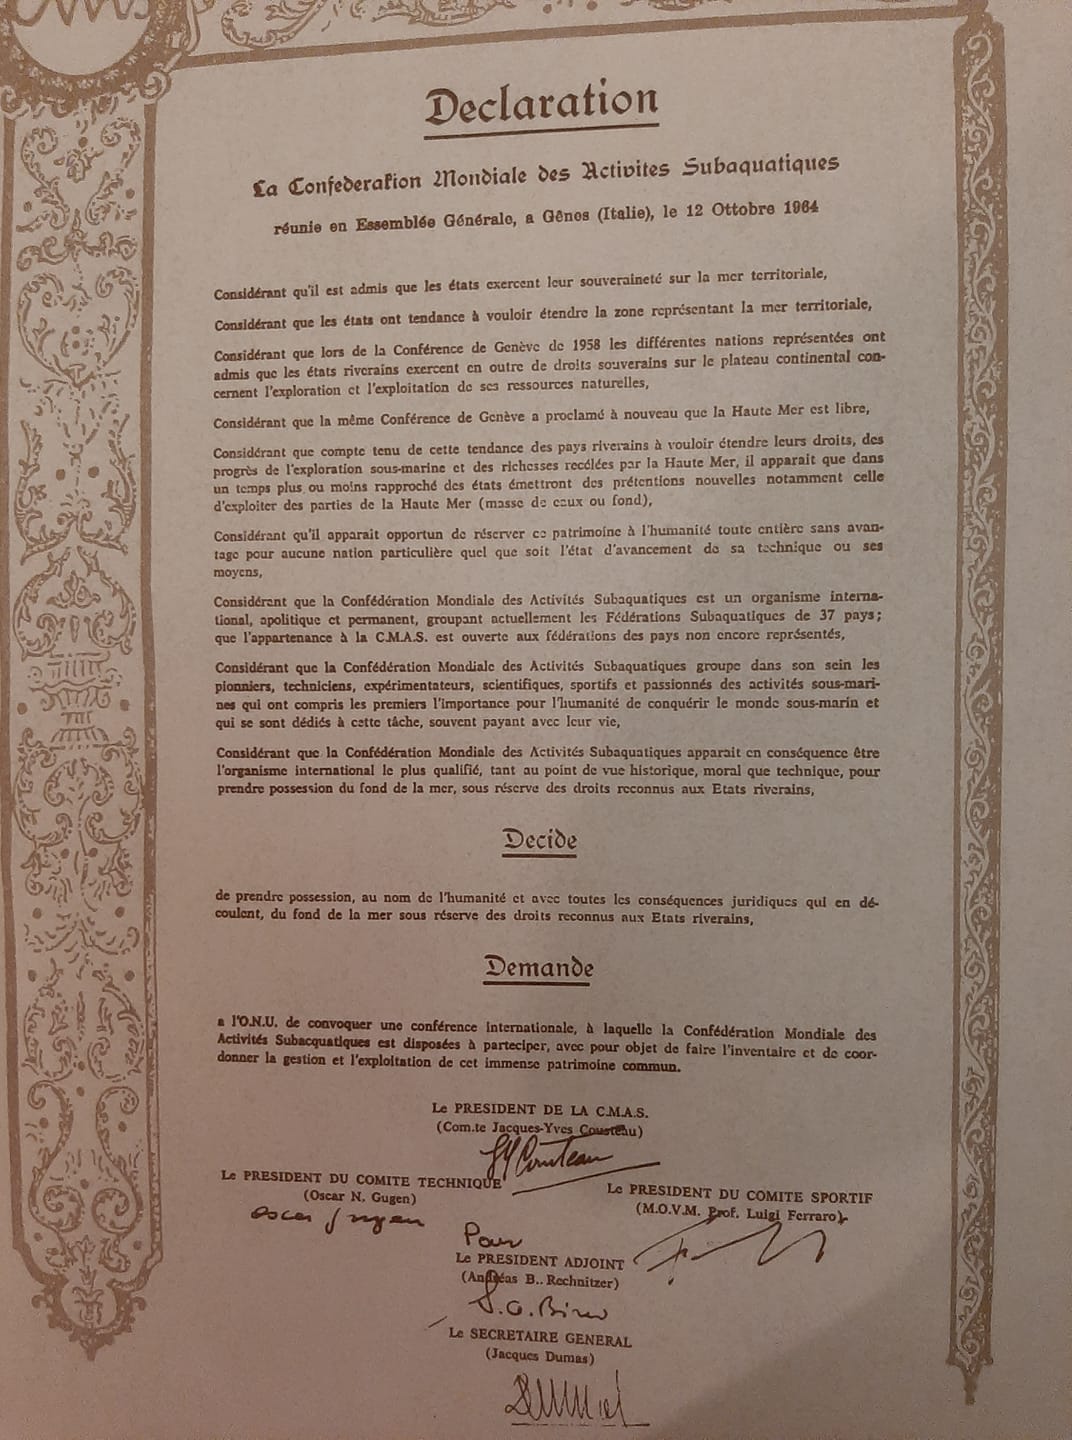 Declaration
La Confederakion Mondiale des Activites Subaquatiques
réunie en Essemblée Générale, a Gênes (Italie), le 12 Ottobre 1964
Considérant qu'il est admis que les états exercent leur souveraineté sur la mer territoriale,
Considérant que les états ont tendance à vouloir étendre la zone représentant la mer territoriale,
Considérant que lors de la Conférence de Genève de 1958 les différentes nations représentées ont
admis que les états riverains exercent en outre de droits souverains sur le plateau continental con-
cernent l'exploration et l'exploitation de ses ressources naturelles,
Considérant que la même Conférence de Genève a proclamé à nouveau que la Haute Mer est libre,
Considérant que compte tenu de cette tendance des pays riverains à vouloir étendre leurs droits, des
progrès de l'exploration sous-marine et des richesses recélées par la Haute Mer, il apparait que dans
un temps plus ou moins rapproché des états émettront des prétentions nouvelles notamment celle
d'exploiter des parties de la Haute Mer (masse de eaux ou fond),
Considérant qu'il apparait opportun de réserver ce patrimoine à l'humanité toute entière sans avan-
tage pour aucune nation particulière quel que soit l'état d'avancement de sa technique ou ses
moyens,
Considérant que la Confédération Mondiale des Activités Subaquatiques est un organisme interna-
tional, apolitique et permanent, groupant actuellement les Fédérations Subaquatiques de 37 pays;
que l'appartenance à la C.M.A.S. est ouverte aux fédérations des pays non encore représentés,
Considérant que la Confédération Mondiale des Activités Subaquatiques groupe dans son sein les
pionniers, techniciens, expérimentateurs, scientifiques, sportifs et passionnés des activités sous-mari-
nes qui ont compris les premiers l'importance pour l'humanité de conquérir le monde sous-marin et
qui se sont dédiés à cette tâche, souvent payant avec leur vie,
Considérant que la Confédération Mondiale des Activités Subaquatiques apparait en conséquence être
l'organisme international le plus qualifié, tant au point de vue historique, moral que technique, pour
prendre possession du fond de la mer, sous réserve des droits reconnus aux Etats riverains,
Decide
de prendre possession, au nom de l'humanité et avec toutes les conséquences juridiques qui en dé-
coulent, du fond de la mer sous réserve des droits reconnus aux Etats riverains,
Demande
a l'O.N.U. de convoquer une conférence internationale, à laquelle la Confédération Mondiale des
Activités Subacquatiques est disposées à parteciper, avec pour objet de faire l'inventaire et de coor-
donner la gestion et l'exploitation de cet immense patrimoine commun.
Le PRESIDENT DE LA C.M.A.S.
(Com.te Jacques-Yves Cousteau)
JY Cousteau
Le PRESIDENT DU COMITE TECHNIQUE
(Oscar N. Gugen)
Oscar Gugen
Le PRESIDENT DU COMITE SPORTIF
(M.O.V.M. Prof. Luigi Ferraro)
Pour
Le PRESIDENT ADJOINT
(Andréas B.. Rechnitzer)
Le SECRETAIRE GENERAL
(Jacques Dumas)